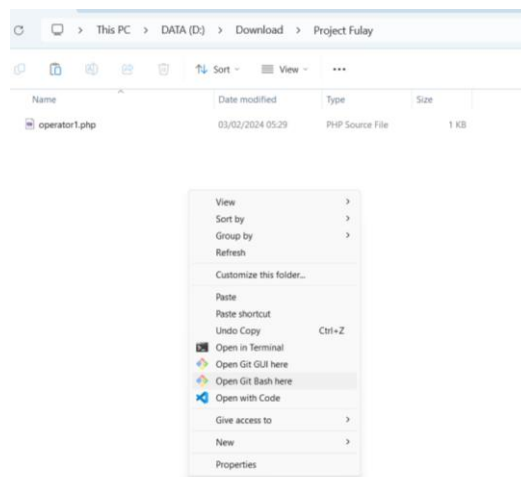 This PC > DATA (D:) > Download > Project Fulay
Sort View ...
Name Date modified Type Size
operator1.php 03/02/2024 05:29 PHP Source File 1 KB
View
Sort by
Group by
Refresh
Customize this folder...
Paste
Paste shortcut
Undo Copy Ctrl+Z
Open in Terminal
Open Git GUI here
Open Git Bash here
Open with Code
Give access to
New
Properties